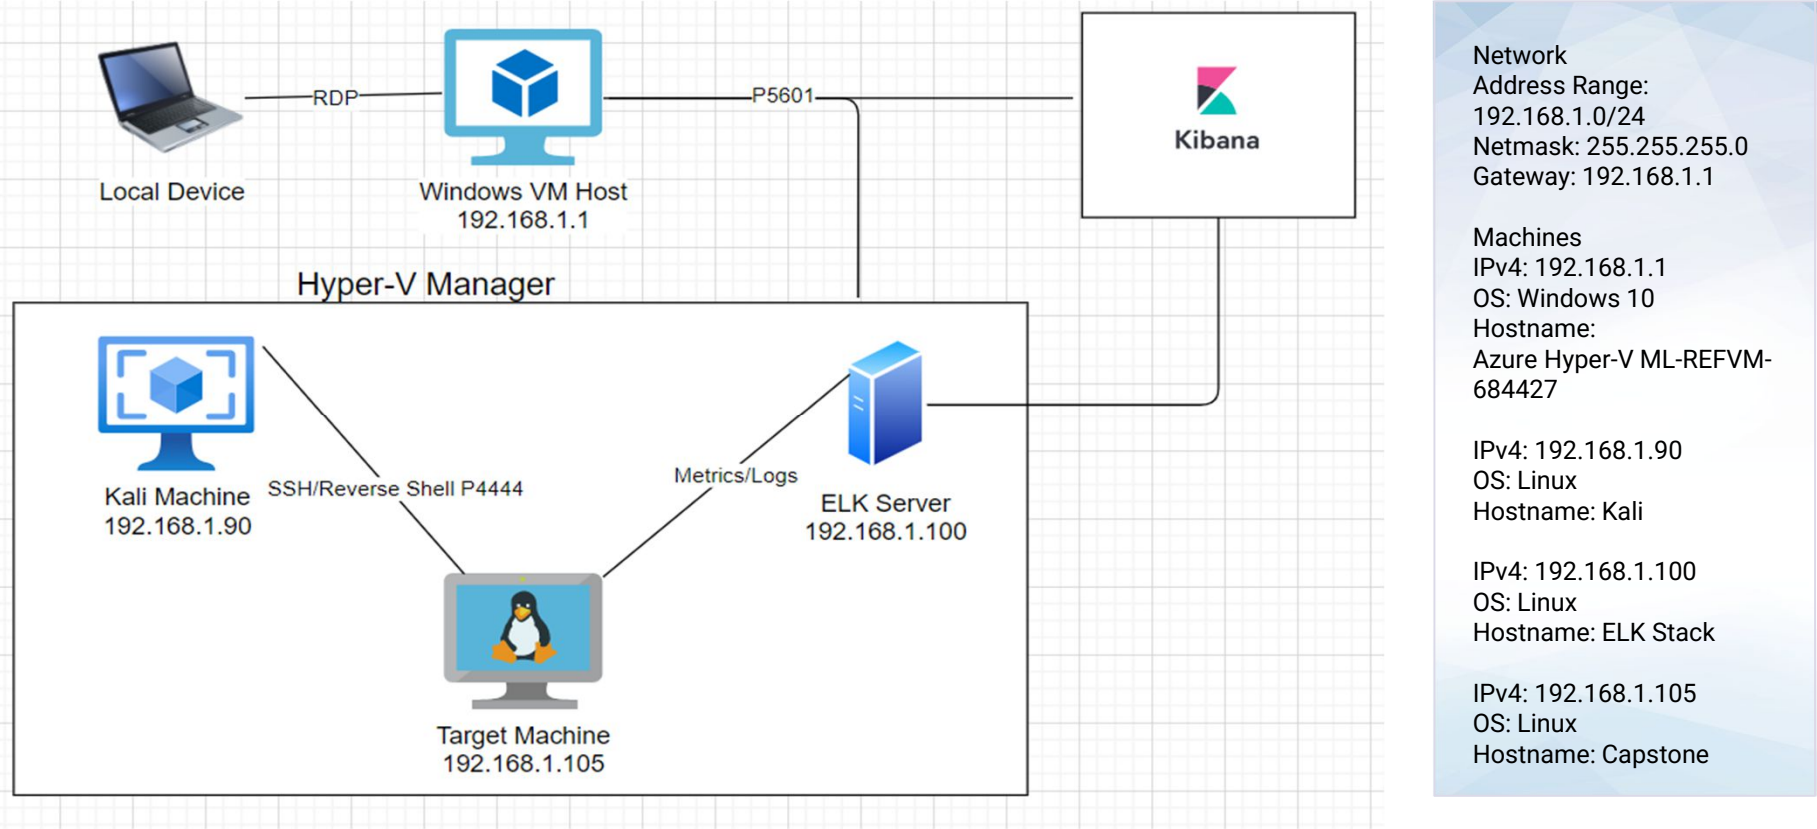 RDP
P5601
Kibana
Local Device
Windows VM Host
192.168.1.1
Hyper-V Manager
Kali Machine
192.168.1.90
SSH/Reverse Shell P4444
Metrics/Logs
ELK Server
192.168.1.100
Target Machine
192.168.1.105
Network
Address Range:
192.168.1.0/24
Netmask: 255.255.255.0
Gateway: 192.168.1.1
Machines
IPv4: 192.168.1.1
OS: Windows 10
Hostname:
Azure Hyper-V ML-REFVM-
684427
IPv4: 192.168.1.90
OS: Linux
Hostname: Kali
IPv4: 192.168.1.100
OS: Linux
Hostname: ELK Stack
IPv4: 192.168.1.105
OS: Linux
Hostname: Capstone